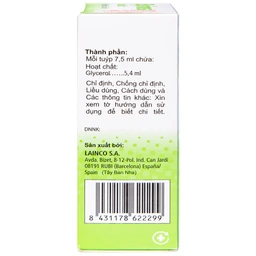 Thành phần:
Mỗi tuýp 7,5 ml chứa:
Hoạt chất:
Glycerol......5,4 ml
Chỉ định, Chống chỉ định,
Liều dùng, Cách dùng và
Các thông tin khác: Xin
xem tờ hướng dẫn sử
dụng để biết chi tiết.
DNNK:
Sản xuất bởi:
LAINCO S.A.
Avda. Bizet, 8-12-Pol. Ind. Can Jardi
08191 RUBI (Barcelona) España/
Spain (Tây Ban Nha)
8 431178 622299